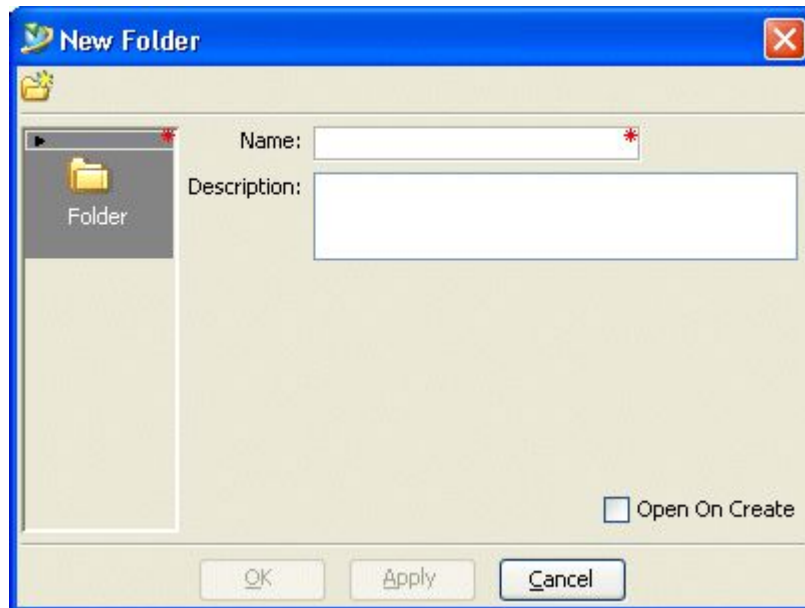 New Folder
Name:
Folder
Description:
Open On Create
OK Apply Cancel